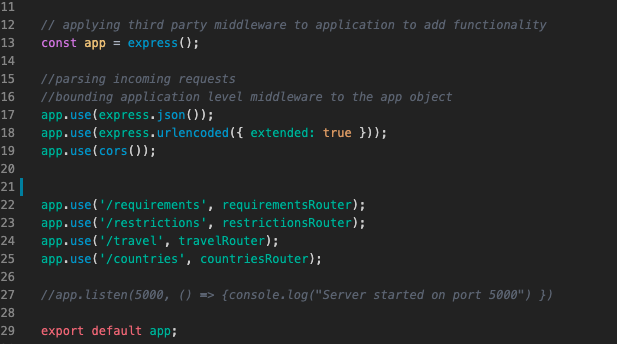 11
12 // applying third party middleware to application to add functionality
13 const app = express();
14
15 //parsing incoming requests
16 //bounding application level middleware to the app object
17 app.use(express.json());
18 app.use(express.urlencoded({ extended: true }));
19 app.use(cors());
20
21
22 app.use('/requirements', requirementsRouter);
23 app.use('/restrictions', restrictionsRouter);
24 app.use('/travel', travelRouter);
25 app.use('/countries', countriesRouter);
26
27 //app.listen(5000, () => {console.log("Server started on port 5000") })
28
29 export default app;